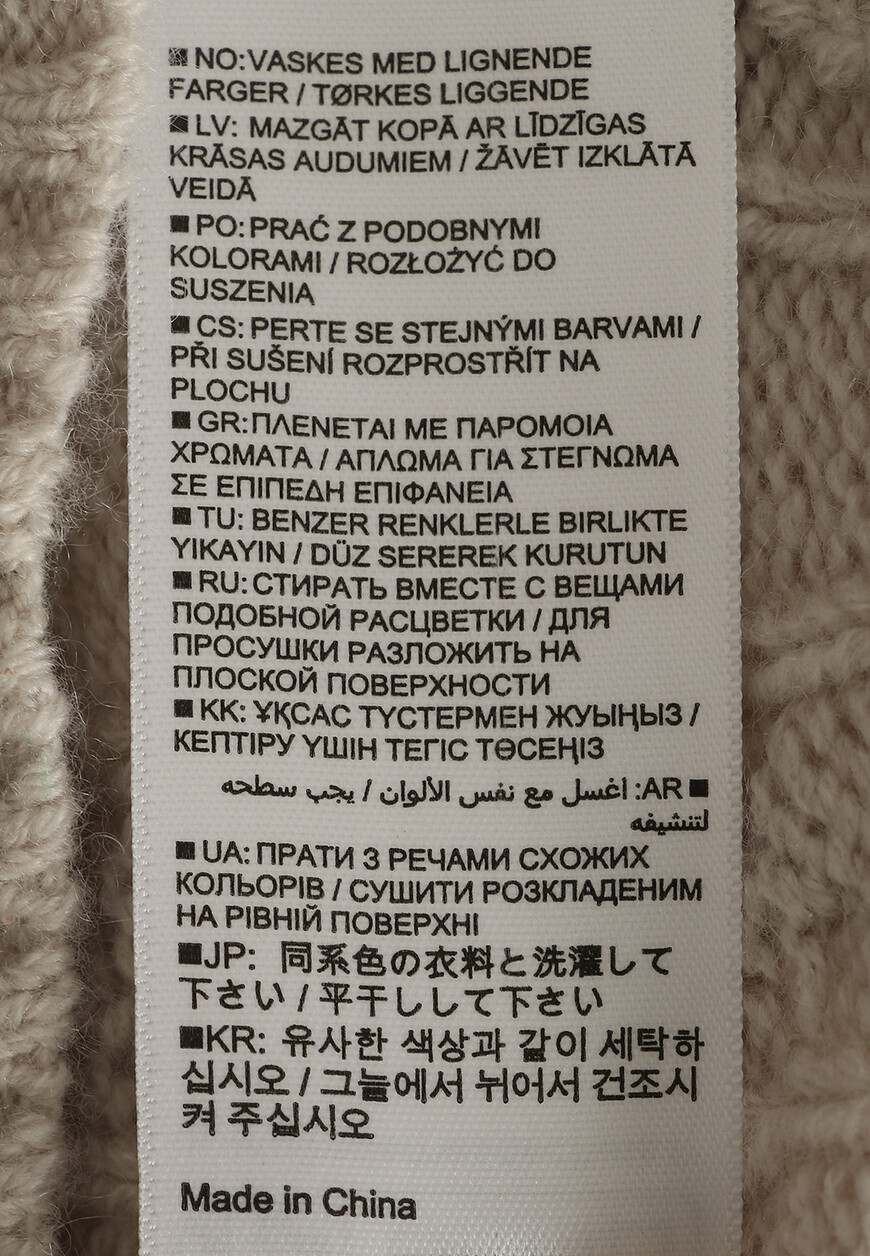 ■ NO:VASKES MED LIGNENDE
FARGER / TØRKES LIGGENDE
■ LV: MAZGĀT KOPĀ AR LĪDZĪGAS
KRĀSAS AUDUMIEM / ŽĀVĒT IZKLĀTĀ
VEIDĀ
■ PO: PRAĆ Z PODOBNYMI
KOLORAMI / ROZŁOŻYĆ DO
SUSZENIA
■ CS: PERTE SE STEJNÝMI BARVAMI /
PŘI SUŠENÍ ROZPROSTŘÍT NA
PLOCHU
■ GR:ΠΛENETAI ME ΠAPOMOIA
ΧΡΩΜΑΤΑ / ΑΠΛΩΜΑ ΓΙΑ ΣΤΕΓΝΩΜΑ
ΣΕ ΕΠΙΠΕΔΗ ΕΠΙΦΑΝΕΙΑ
■ TU: BENZER RENKLERLE BIRLIKTE
YIKAYIN / DÜZ SEREREK KURUTUN
■ RU: СТИРАТЬ ВМЕСТЕ С ВЕЩАМИ
ПОДОБНОЙ РАСЦВЕТКИ / ДЛЯ
ПРОСУШКИ РАЗЛОЖИТЬ НА
ПЛОСКОЙ ПОВЕРХНОСТИ
■ KK: ҰҚСАС ТҮСТЕРМЕН ЖУЫҢЫЗ /
КЕПТІРУ ҮШІН ТЕГІС ТӨСЕҢІЗ
■ AR: اغسل مع نفس الألوان / يجب سطحه
لتنشيفه
■ UA: ПРАТИ З РЕЧАМИ СХОЖИХ
КОЛЬОРІВ / СУШИТИ РОЗКЛАДЕНИМ
НА РІВНІЙ ПОВЕРХНІ
■JP: 同系色の衣料と洗濯して
下さい / 平干ししして下さい
■KR: 유사한 색상과 같이 세탁하
십시오 / 그늘에서 뉘어서 건조시
켜 주십시오
Made in China